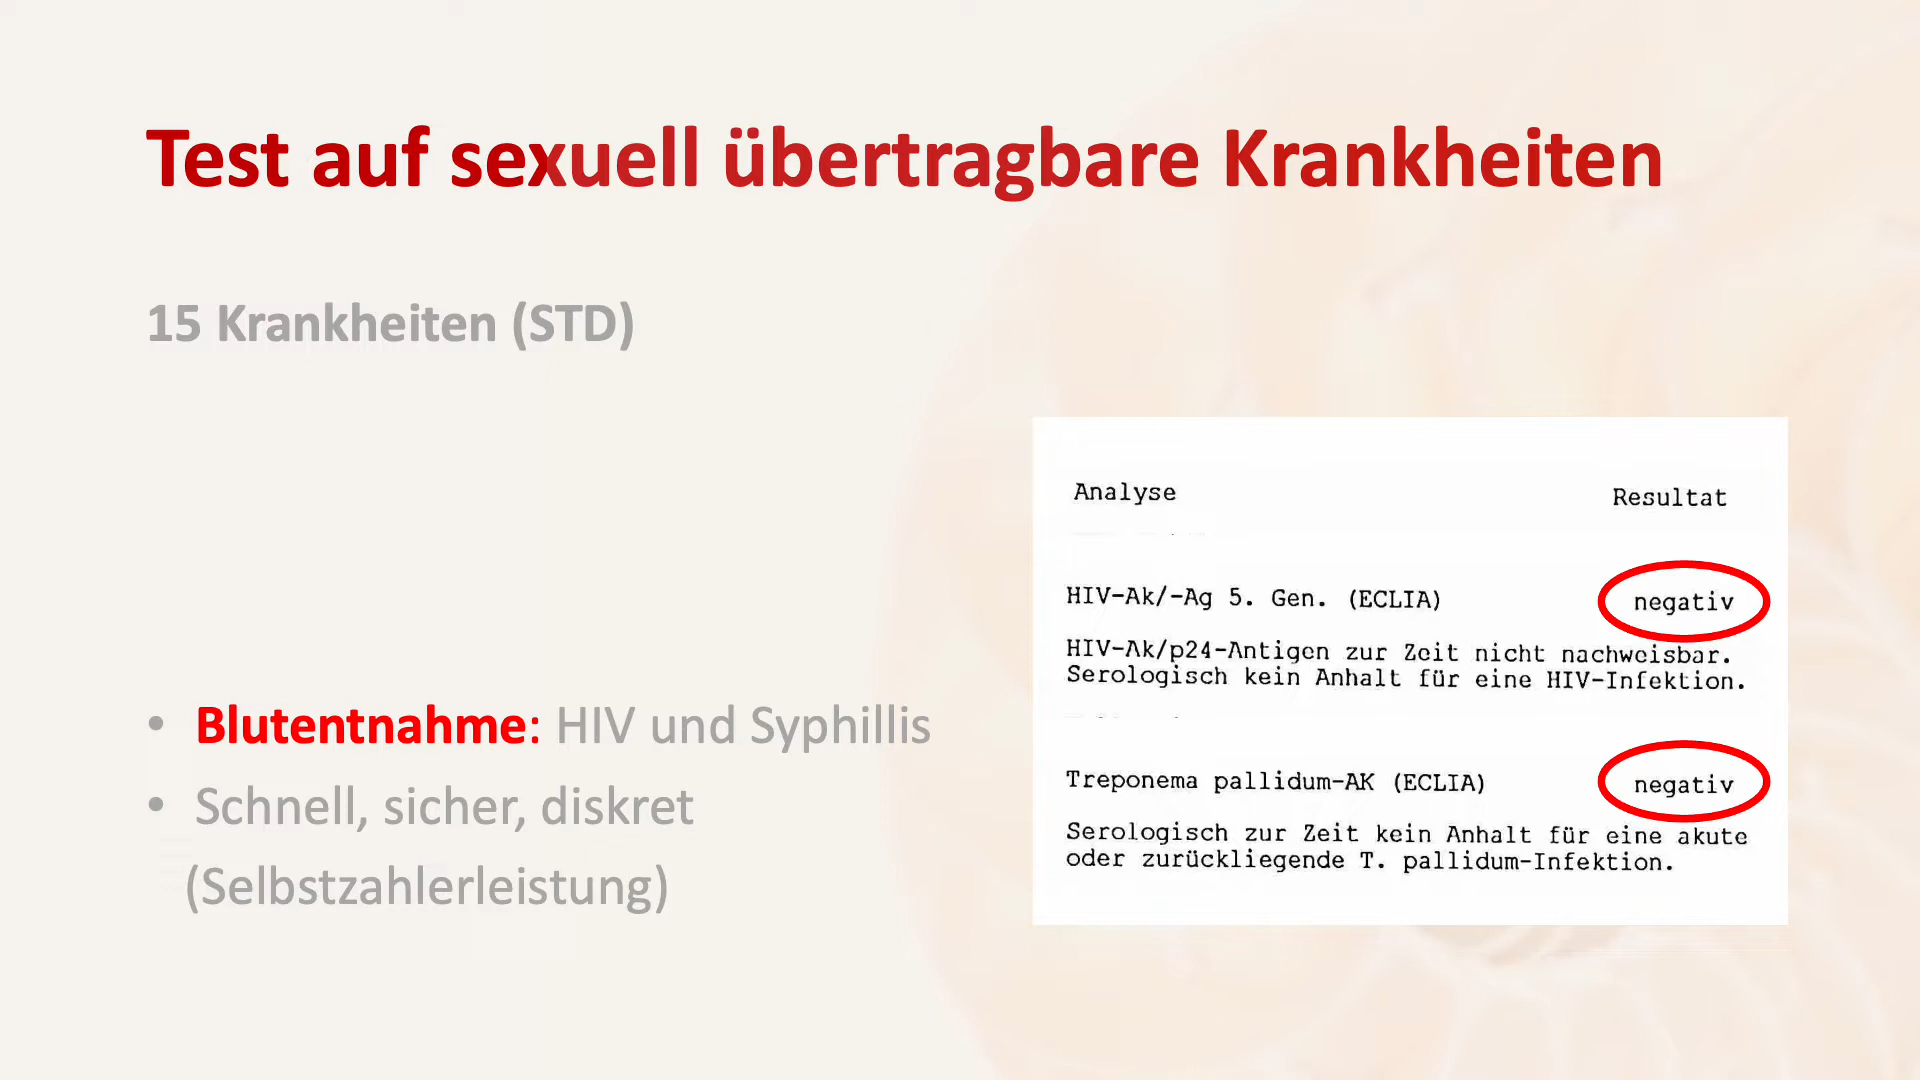 Test auf sexuell übertragbare Krankheiten
15 Krankheiten (STD)
• Blutentnahme: HIV und Syphillis
• Schnell, sicher, diskret
(Selbstzahlerleistung)
Analyse Resultat
HIV-Ak/-Ag 5. Gen. (ECLIA) negativ
HIV-Ak/p24-Antigen zur Zeit nicht nachweisbar.
Serologisch kein Anhalt für eine HIV-Infektion.
Treponema pallidum-AK (ECLIA) negativ
Serologisch zur Zeit kein Anhalt für eine akute
oder zurückliegende T. pallidum-Infektion.